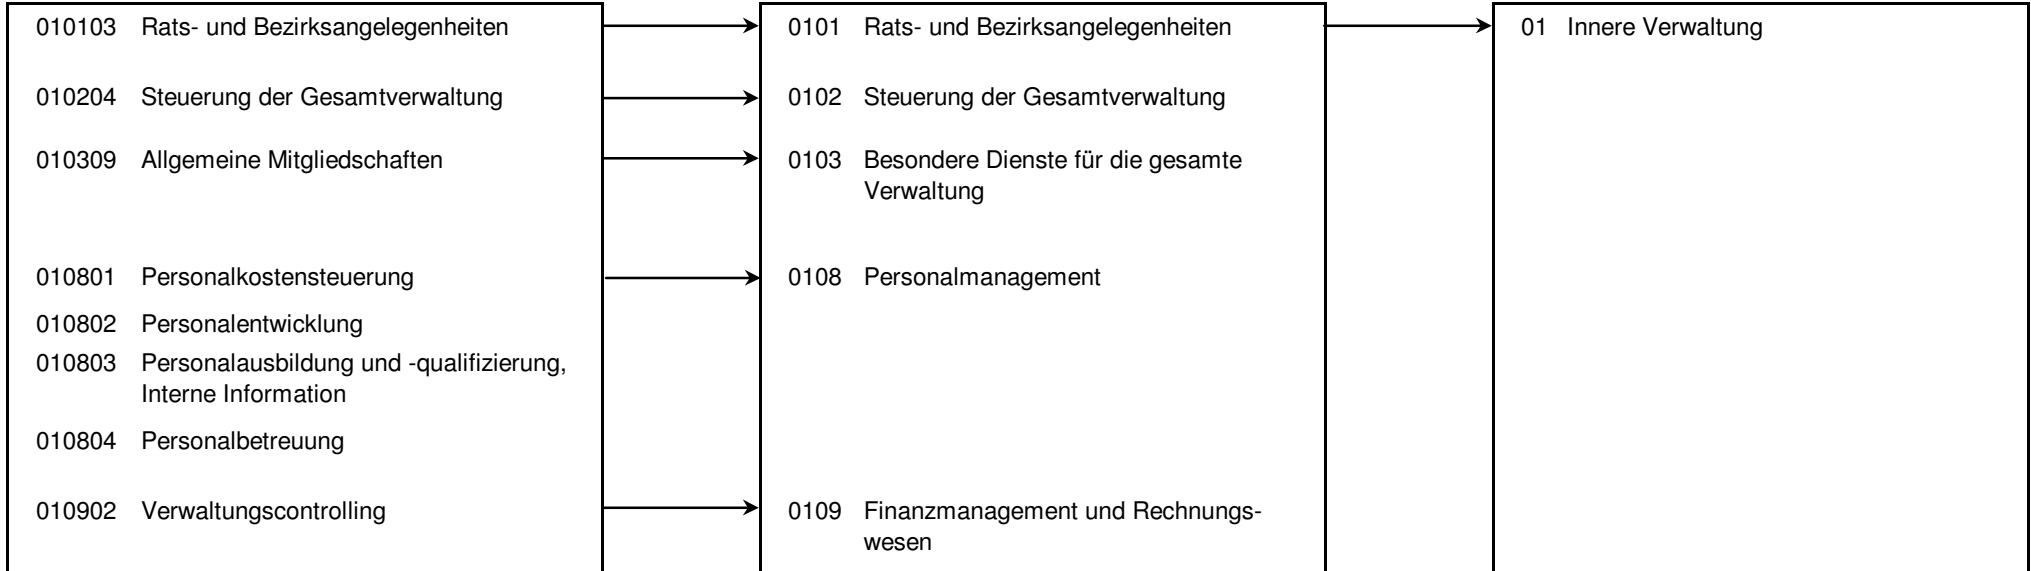 010103 Rats- und Bezirksangelegenheiten 0101 Rats- und Bezirksangelegenheiten 01 Innere Verwaltung
010204 Steuerung der Gesamtverwaltung 0102 Steuerung der Gesamtverwaltung
010309 Allgemeine Mitgliedschaften 0103 Besondere Dienste für die gesamte
Verwaltung
010801 Personalkostensteuerung 0108 Personalmanagement
010802 Personalentwicklung
010803 Personalausbildung und -qualifizierung,
Interne Information
010804 Personalbetreuung
010902 Verwaltungscontrolling 0109 Finanzmanagement und Rechnungs-
wesen